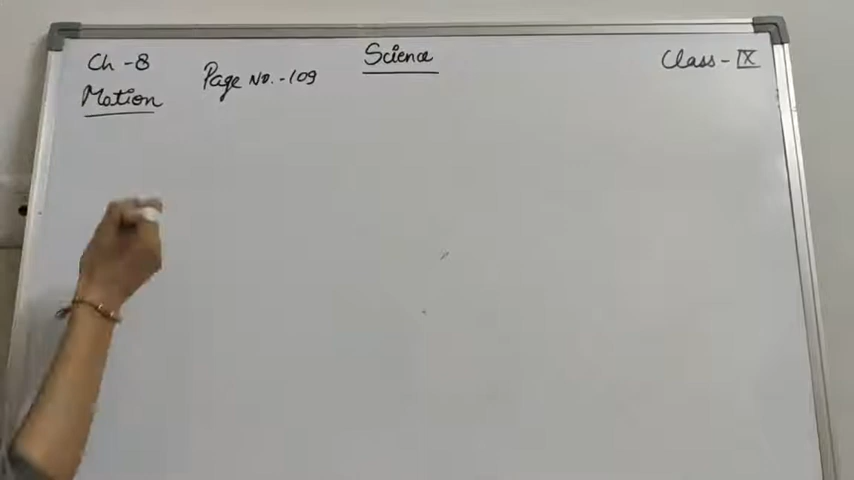 Ch - 8
Motion
Page No. - 109
Science
Class - IX